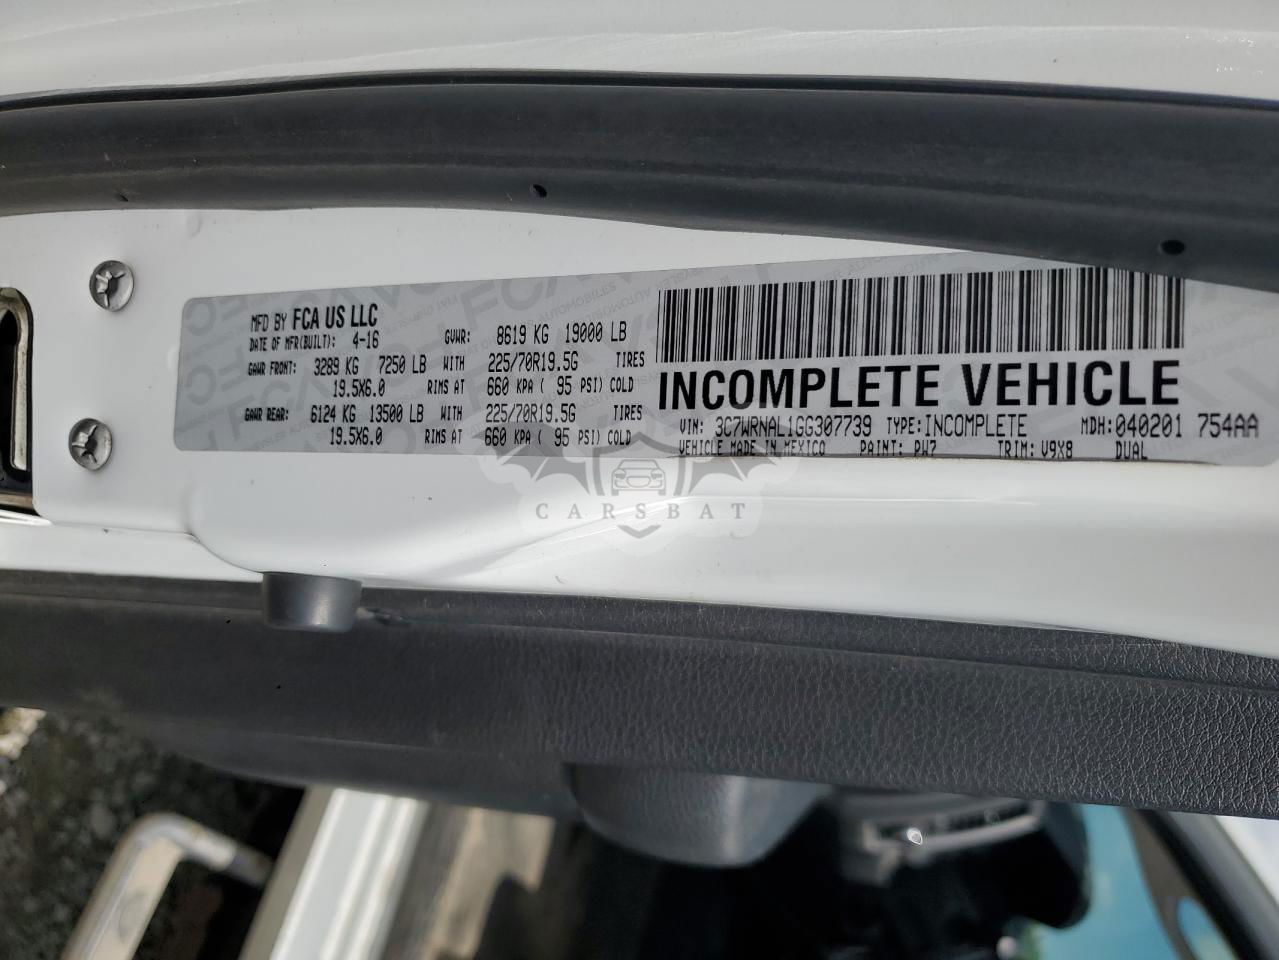 MFD BY FCA US LLC
DATE OF MFR(BUILT): 4-16 GVWR: 8619 KG 19000 LB
GAWR FRONT: 3289 KG 7250 LB WITH 225/70R19.5G TIRES
19.5X6.0 RIMS AT 660 KPA ( 95 PSI) COLD
GAWR REAR: 6124 KG 13500 LB WITH 225/70R19.5G TIRES
19.5X6.0 RIMS AT 660 KPA ( 95 PSI) COLD
INCOMPLETE VEHICLE
VIN: 3C7WRNAL1GG307739 TYPE:INCOMPLETE MDH:040201 754AA
VEHICLE MADE IN MEXICO PAINT: PW7 TRIM: V9X8 DUAL
CARSBAT